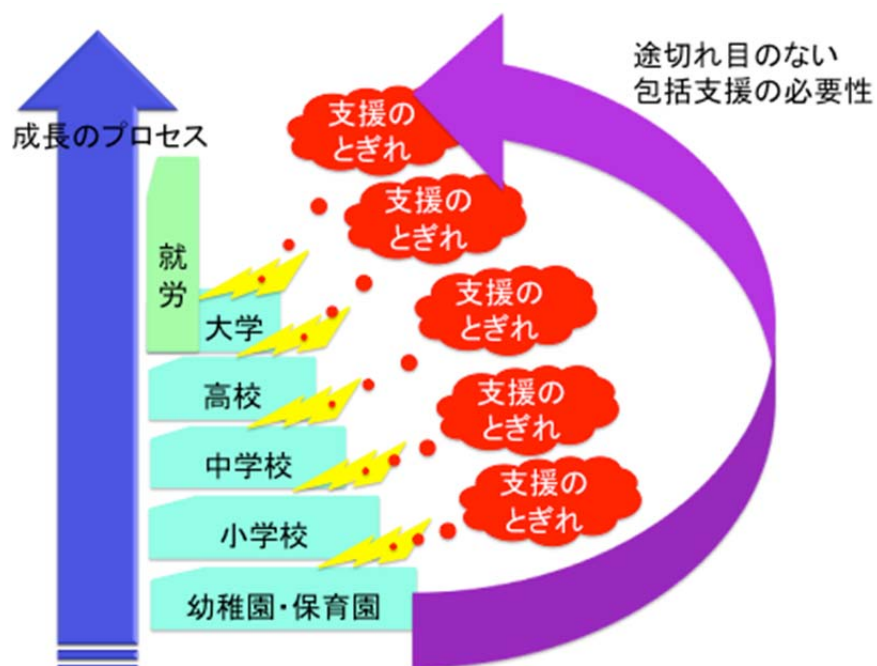 途切れ目のない
包括支援の必要性
成長のプロセス
支援の
とぎれ
支援の
とぎれ
支援の
とぎれ
支援の
とぎれ
支援の
とぎれ
就
労
大学
高校
中学校
小学校
幼稚園・保育園